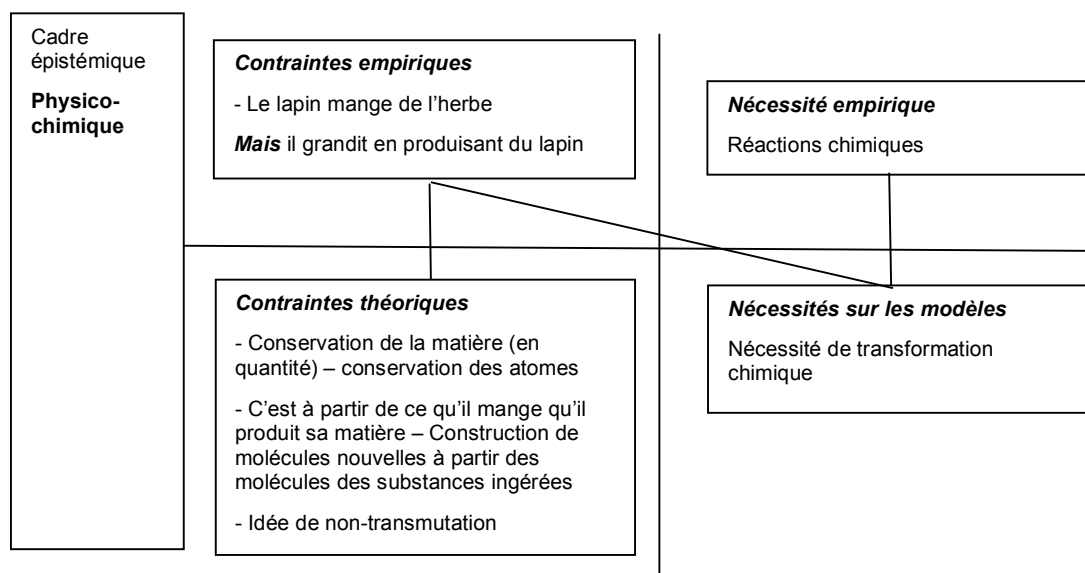 Cadre
épistémique
Physico-
chimique
Contraintes empiriques
- Le lapin mange de l'herbe
Mais il grandit en produisant du lapin
Nécessité empirique
Réactions chimiques
Contraintes théoriques
- Conservation de la matière (en
quantité) – conservation des atomes
- C'est à partir de ce qu'il mange qu'il
produit sa matière – Construction de
molécules nouvelles à partir des
molécules des substances ingérées
- Idée de non-transmutation
Nécessités sur les modèles
Nécessité de transformation
chimique